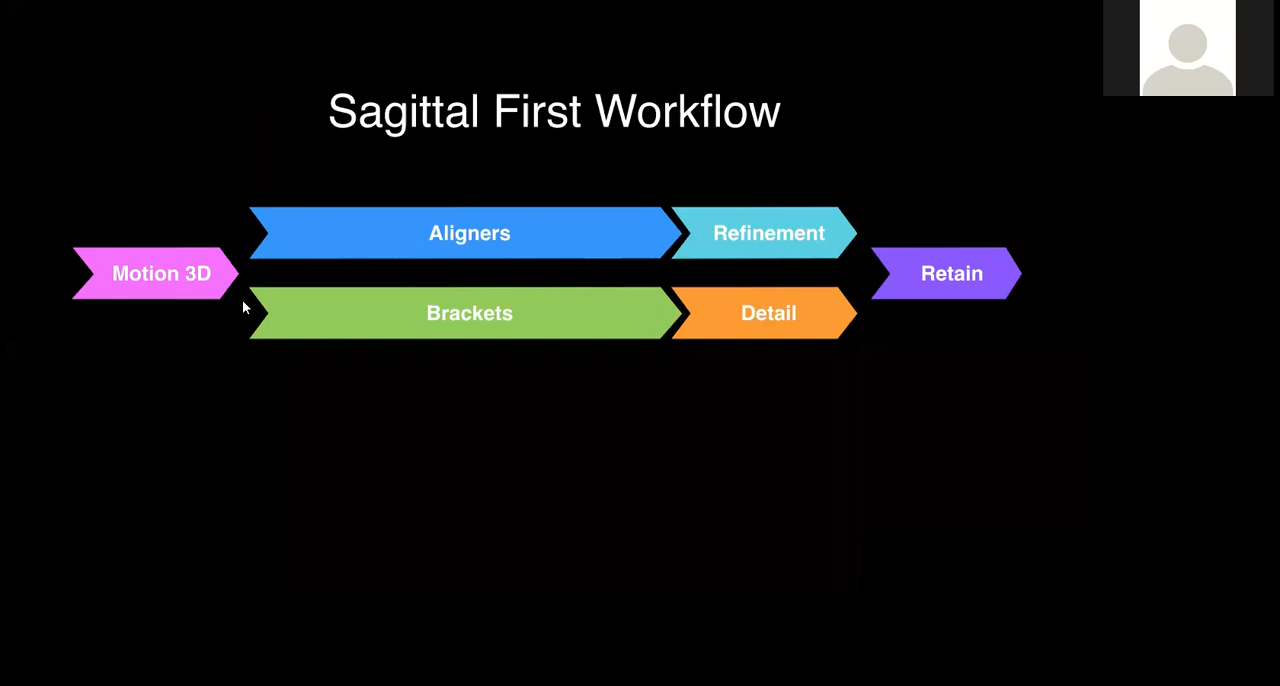 Sagittal First Workflow
Aligners
Refinement
Motion 3D
Retain
Brackets
Detail